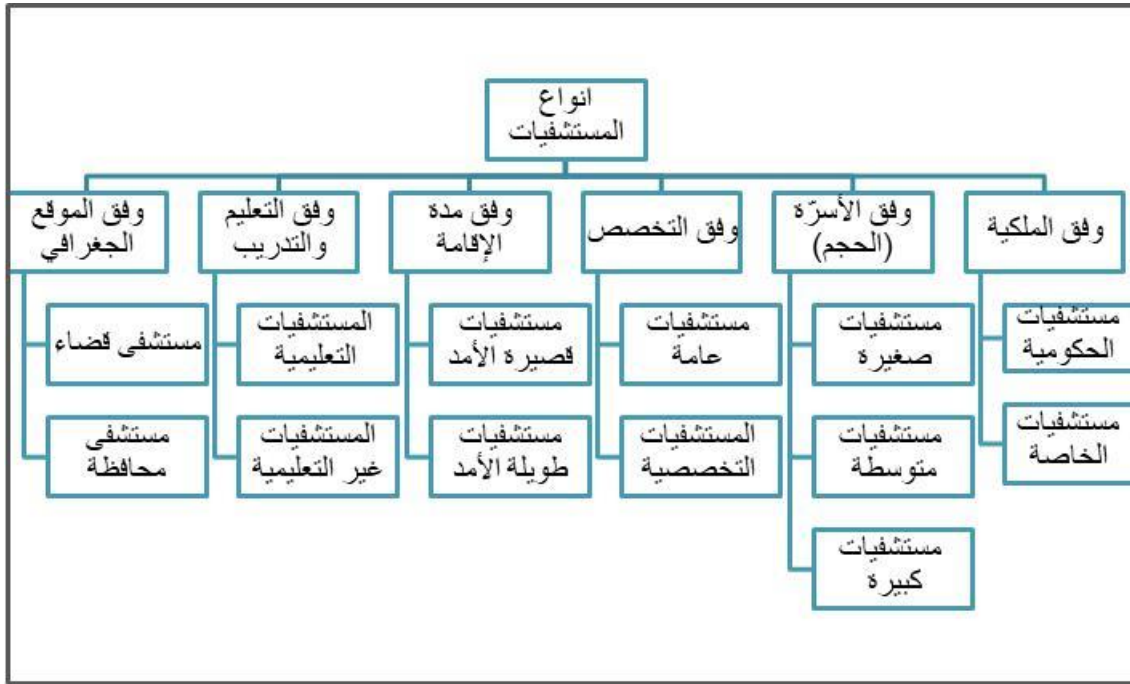 انواع
المستشفيات
وفق الملكية
وفق الأسرّة
(الحجم)
وفق التخصص
وفق مدة
الإقامة
وفق التعليم
والتدريب
وفق الموقع
الجغرافي
مستشفيات
الحكومية
مستشفيات
صغيرة
مستشفيات
عامة
مستشفيات
قصيرة الأمد
المستشفيات
التعليمية
مستشفى قضاء
مستشفيات
الخاصة
مستشفيات
متوسطة
المستشفيات
التخصصية
مستشفيات
طويلة الأمد
المستشفيات
غير التعليمية
مستشفى
محافظة
مستشفيات
كبيرة